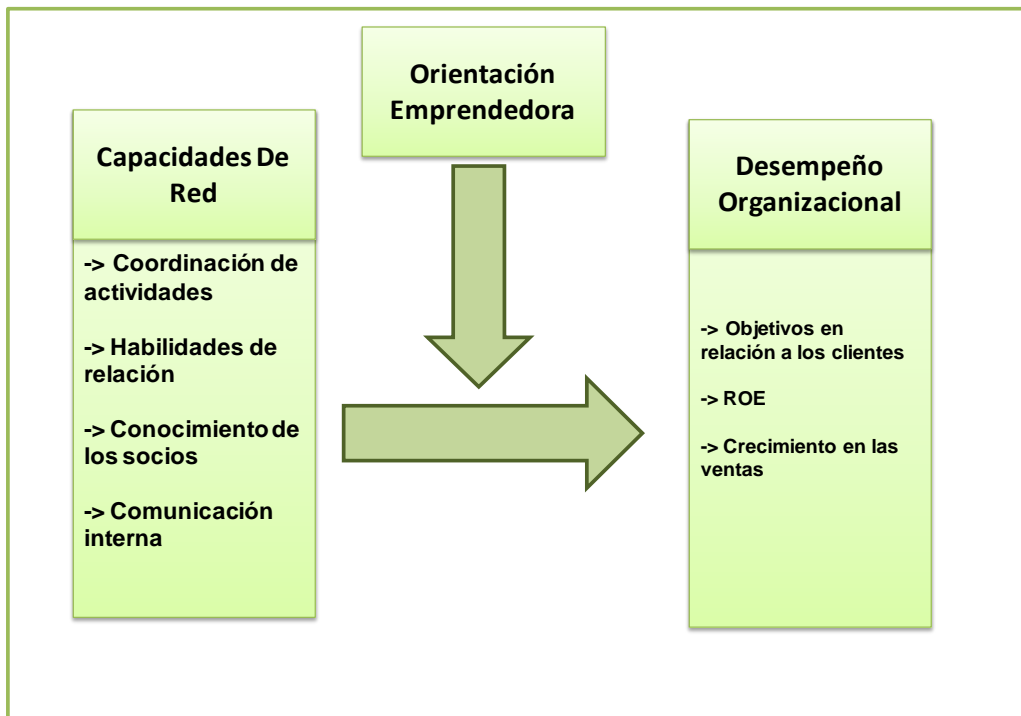 Orientación
Emprendedora
Capacidades De
Red
-> Coordinación de
actividades
-> Habilidades de
relación
-> Conocimiento de
los socios
-> Comunicación
interna
Desempeño
Organizacional
-> Objetivos en
relación a los clientes
-> ROE
-> Crecimiento en las
ventas